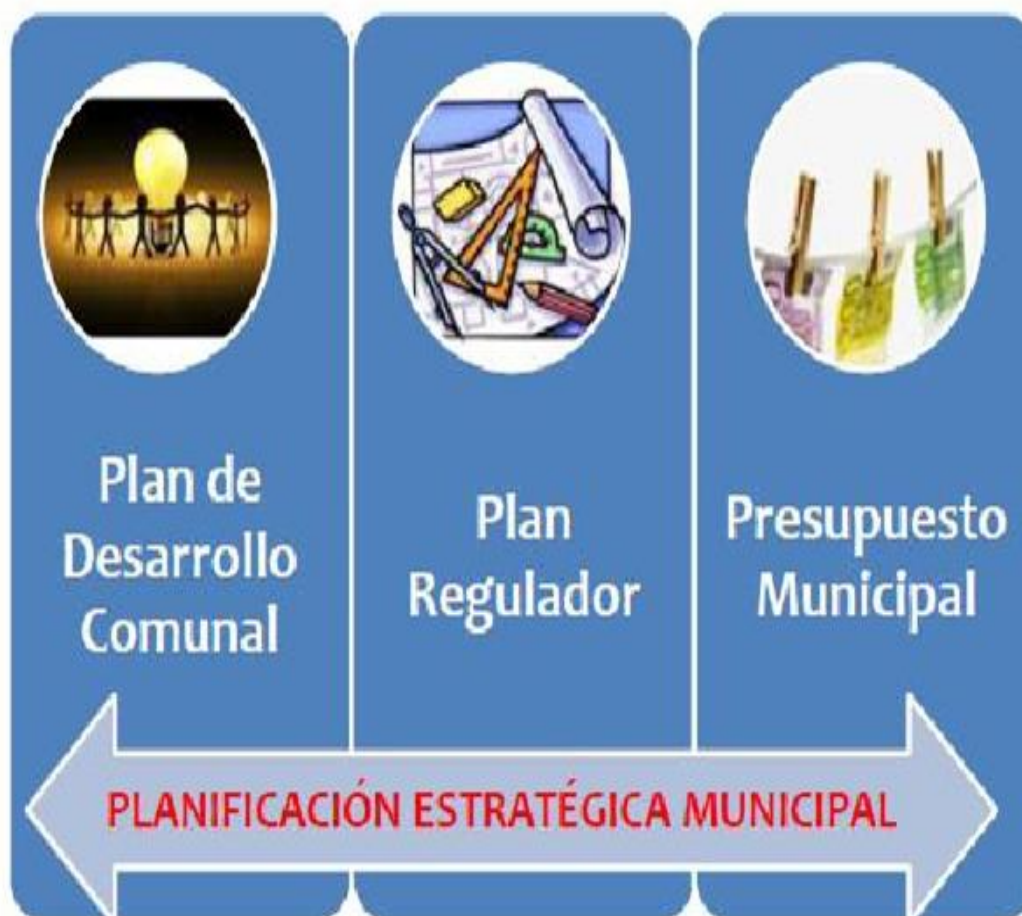 Plan de
Desarrollo
Comunal
Plan
Regulador
Presupuesto
Municipal
PLANIFICACIÓN ESTRATÉGICA MUNICIPAL